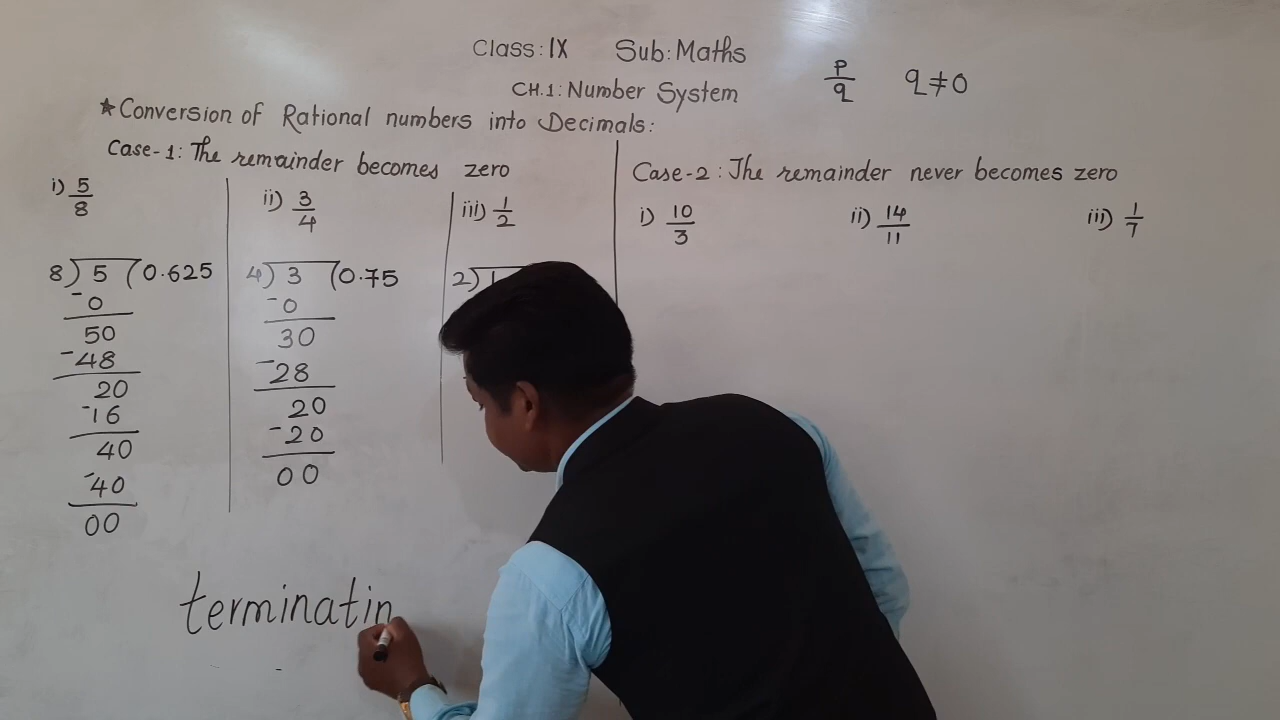 Class: IX Sub: Maths
CH.1: Number System
p/q q≠0
★Conversion of Rational numbers into Decimals:
Case-1: The remainder becomes zero
i) 5/8
8) 5 (0.625
-0
50
-48
20
-16
40
-40
00
ii) 3/4
4) 3 (0.75
-0
30
-28
20
-20
00
iii) 1/2
2) 1
Case-2: The remainder never becomes zero
i) 10/3
ii) 14/11
iii) 1/7
terminatin